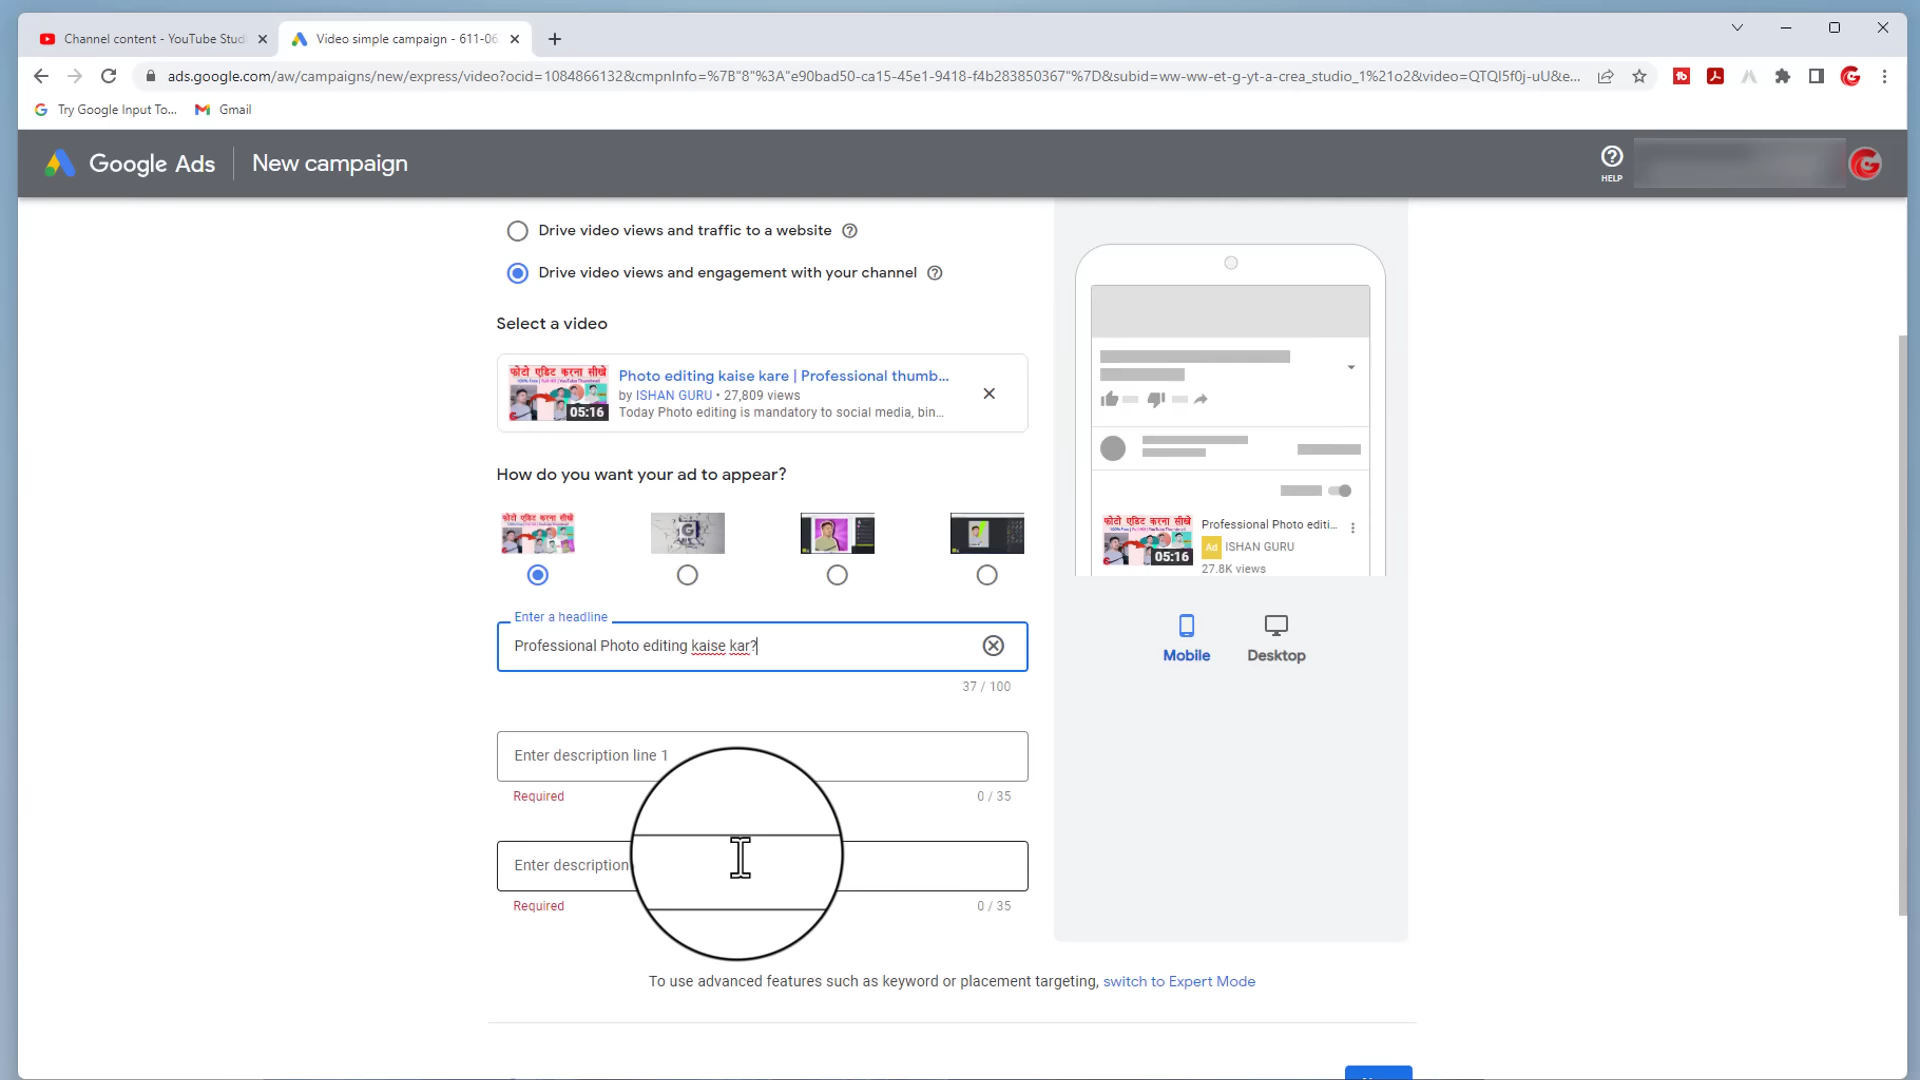 Channel content - YouTube Stud
Video simple campaign - 611-06
ads.google.com/aw/campaigns/new/express/video?ocid=1084866132&cmpnInfo=%7B"8"%3A"e90bad50-ca15-45e1-9418-f4b283850367"%7D&subid=ww-ww-et-g-yt-a-crea_studio_1%21o2&video=QTQI5f0j-uU&e...
Try Google Input To...
Gmail
Google Ads
New campaign
HELP
Drive video views and traffic to a website
Drive video views and engagement with your channel
Select a video
फोटो एडिट करना सीखे
05:16
Photo editing kaise kare | Professional thumb...
by ISHAN GURU • 27,809 views
Today Photo editing is mandatory to social media, bin...
How do you want your ad to appear?
फोटो एडिट करना सीखे
G
Enter a headline
Professional Photo editing kaise kar?
37 / 100
Enter description line 1
Required
0 / 35
Enter description
Required
0 / 35
फोटो एडिट करना सीखे
05:16
Professional Photo editi...
Ad ISHAN GURU
27.8K views
Mobile
Desktop
To use advanced features such as keyword or placement targeting, switch to Expert Mode